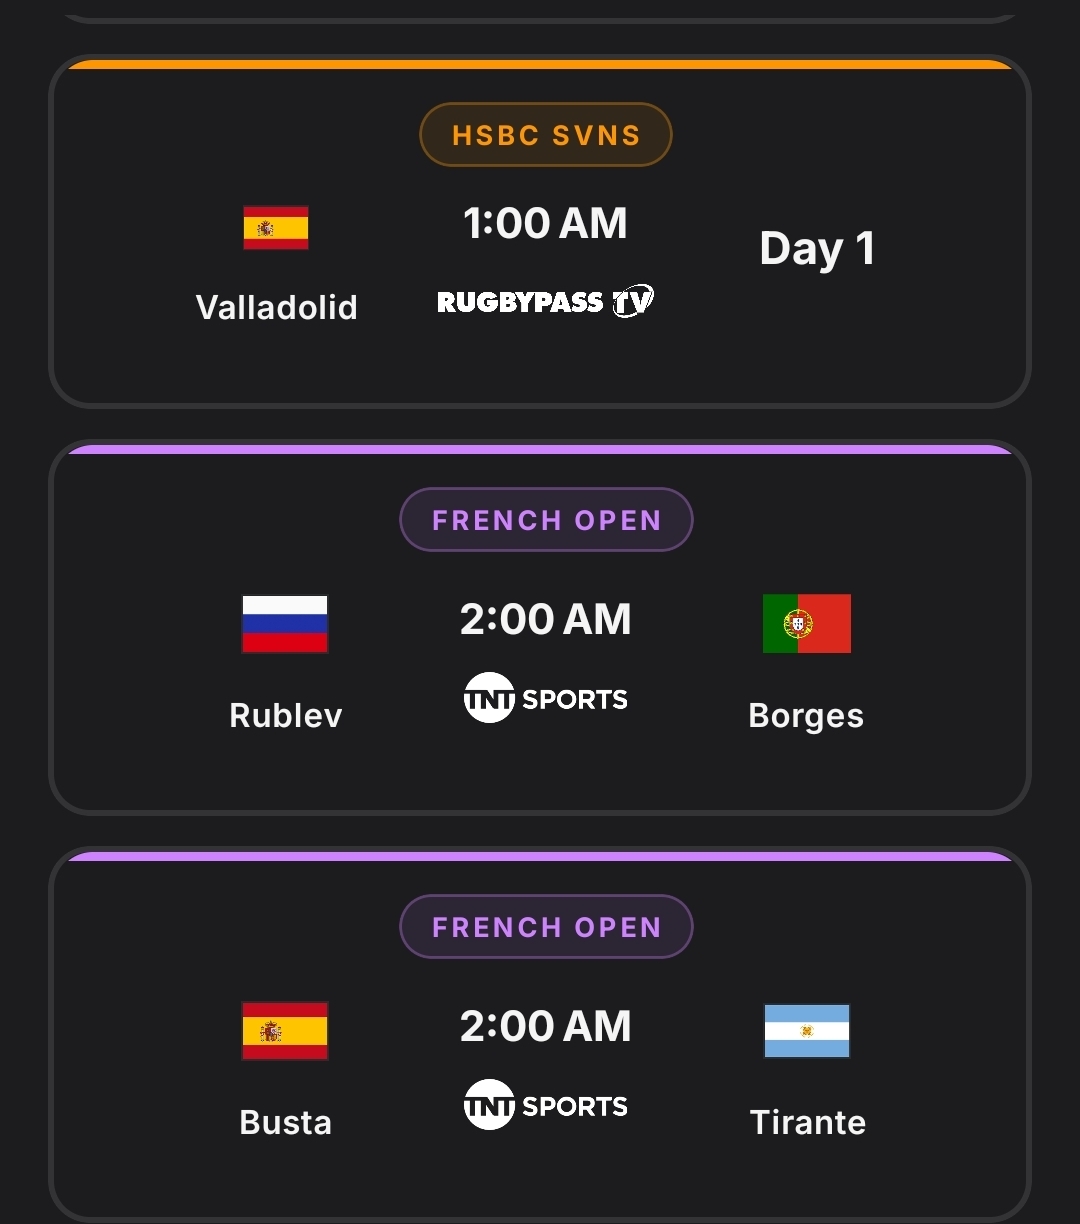 HSBC SVNS
1:00 AM
Day 1
Valladolid
RUGBYPASS TV
FRENCH OPEN
2:00 AM
TNT SPORTS
Rublev
Borges
FRENCH OPEN
2:00 AM
TNT SPORTS
Busta
Tirante